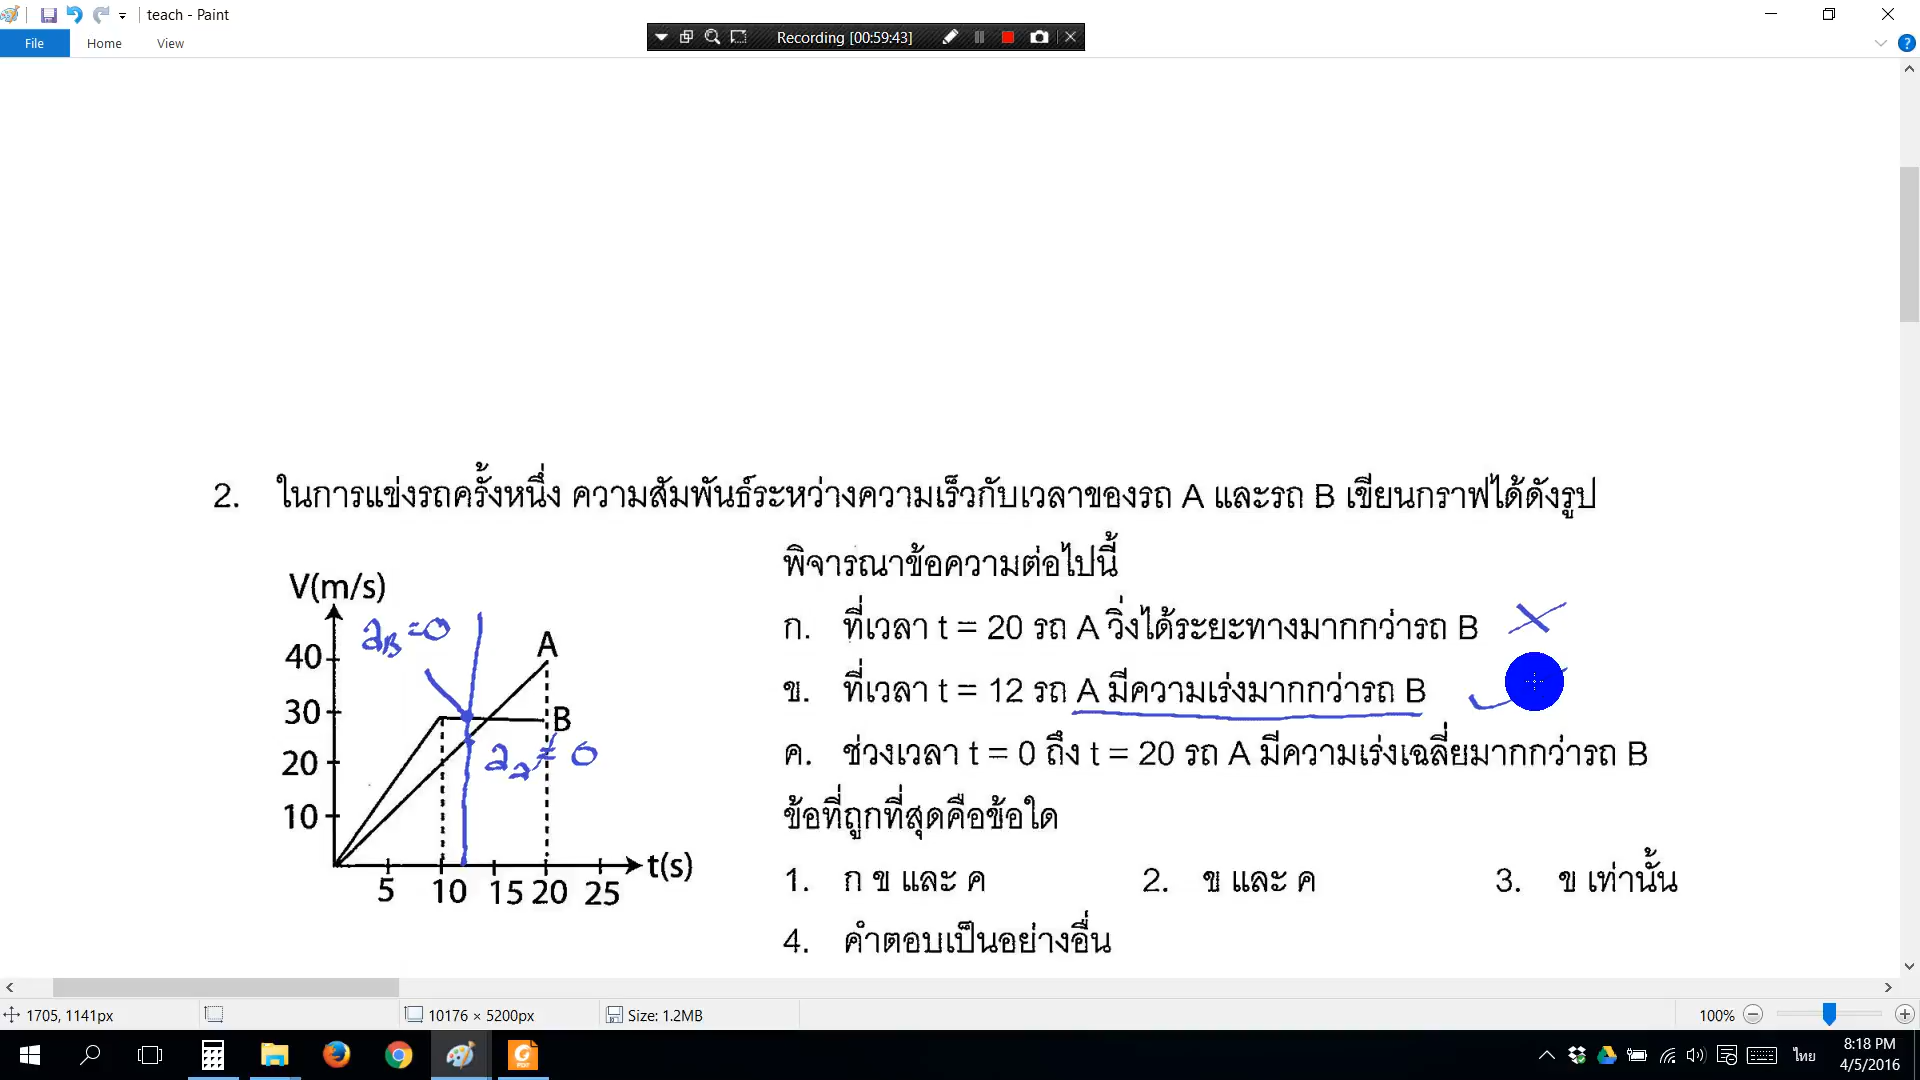 teach - Paint
File Home View
Recording [00:59:43]
2. ในการแข่งรถครั้งหนึ่ง ความสัมพันธ์ระหว่างความเร็วกับเวลาของรถ A และรถ B เขียนกราฟได้ดังรูป
พิจารณาข้อความต่อไปนี้
ก. ที่เวลา t = 20 รถ A วิ่งได้ระยะทางมากกว่ารถ B
ข. ที่เวลา t = 12 รถ A มีความเร่งมากกว่ารถ B
ค. ช่วงเวลา t = 0 ถึง t = 20 รถ A มีความเร่งเฉลี่ยมากกว่ารถ B
ข้อที่ถูกที่สุดคือข้อใด
1. ก ข และ ค 2. ข และ ค 3. ข เท่านั้น
4. คำตอบเป็นอย่างอื่น
V(m/s)
aB=0
A
40
30
B
a2≠0
20
10
t(s)
5 10 15 20 25
1705, 1141px 10176 × 5200px Size: 1.2MB 100%
ไทย 8:18 PM
4/5/2016